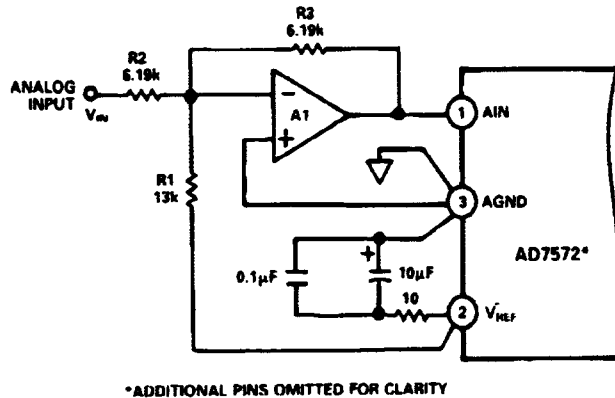 R3
6.19k
R2
6.19k
ANALOG
INPUT
VIN
−
A1
+
1 AIN
R1
13k
3 AGND
AD7572*
0.1μF
+
10μF
10
2 VREF
*ADDITIONAL PINS OMITTED FOR CLARITY